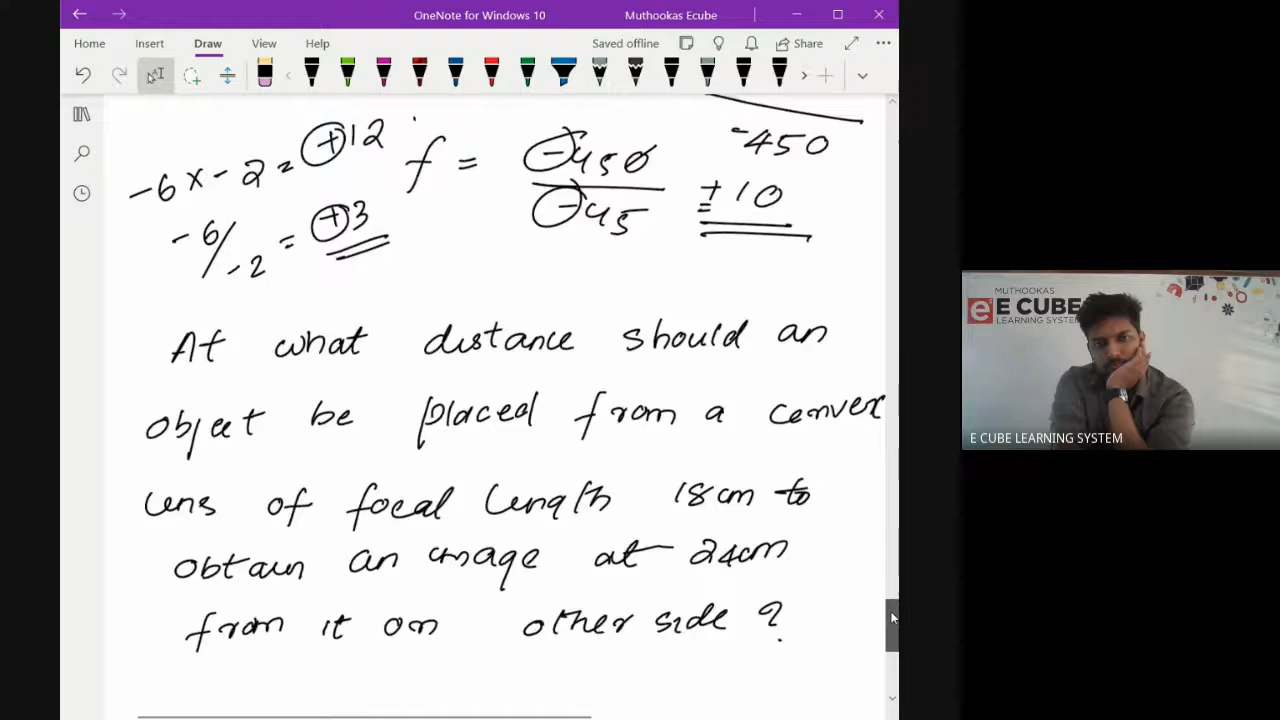 OneNote for Windows 10
Muthookas Ecube
Home Insert Draw View Help
Saved offline
Share
-6 x -2 = +12
f = -450 / -45
-450
= +10
-6/-2 = +3
At what distance should an
object be placed from a convex
lens of focal length 18cm to
obtain an image at 24cm
from it on other side ?
MUTHOOKAS
e E CUBE
LEARNING SYSTEM
E CUBE LEARNING SYSTEM